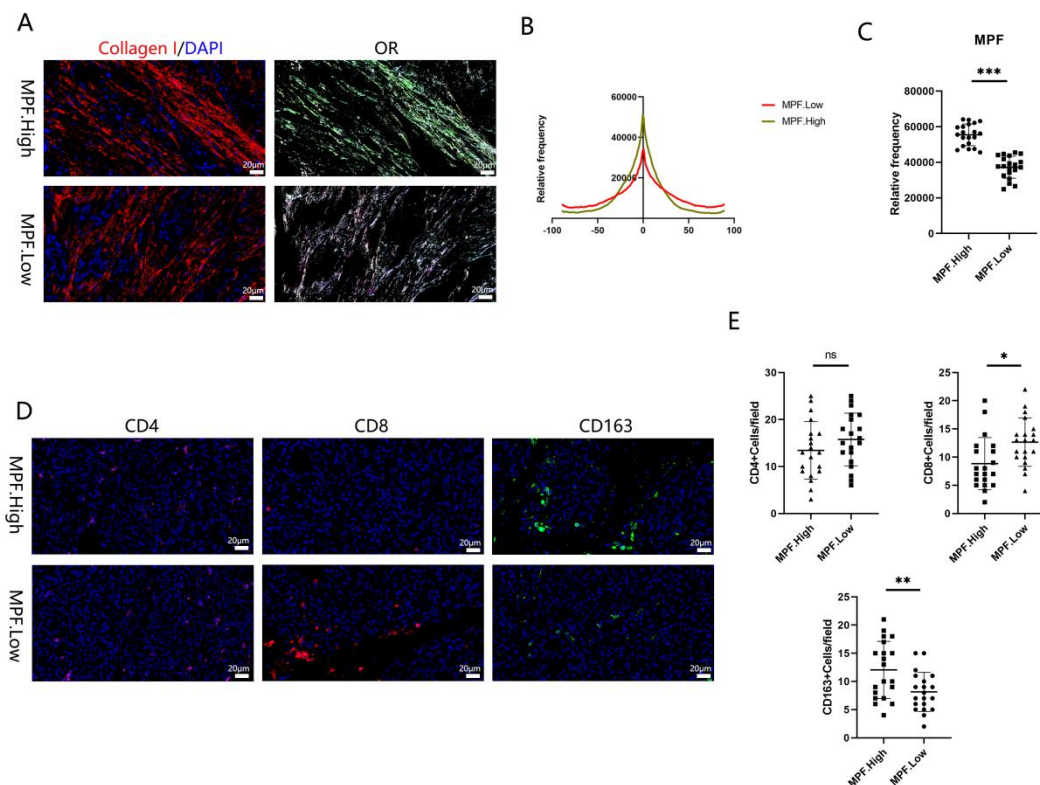 A
Collagen I/DAPI
OR
MPF.High
20μm
20μm
MPF.Low
20μm
20μm
B
Relative frequency
60000
40000
20000
-100
-50
0
50
100
MPF.Low
MPF.High
C
MPF
***
Relative frequency
80000
60000
40000
20000
0
MPF.High
MPF.Low
D
CD4
CD8
CD163
MPF.High
20μm
20μm
20μm
MPF.Low
20μm
20μm
20μm
E
ns
CD4+Cells/field
30
20
10
0
MPF.High
MPF.Low
*
CD8+Cells/field
25
20
15
10
5
0
MPF.High
MPF.Low
**
CD163+Cells/field
25
20
15
10
5
0
MPF.High
MPF.Low